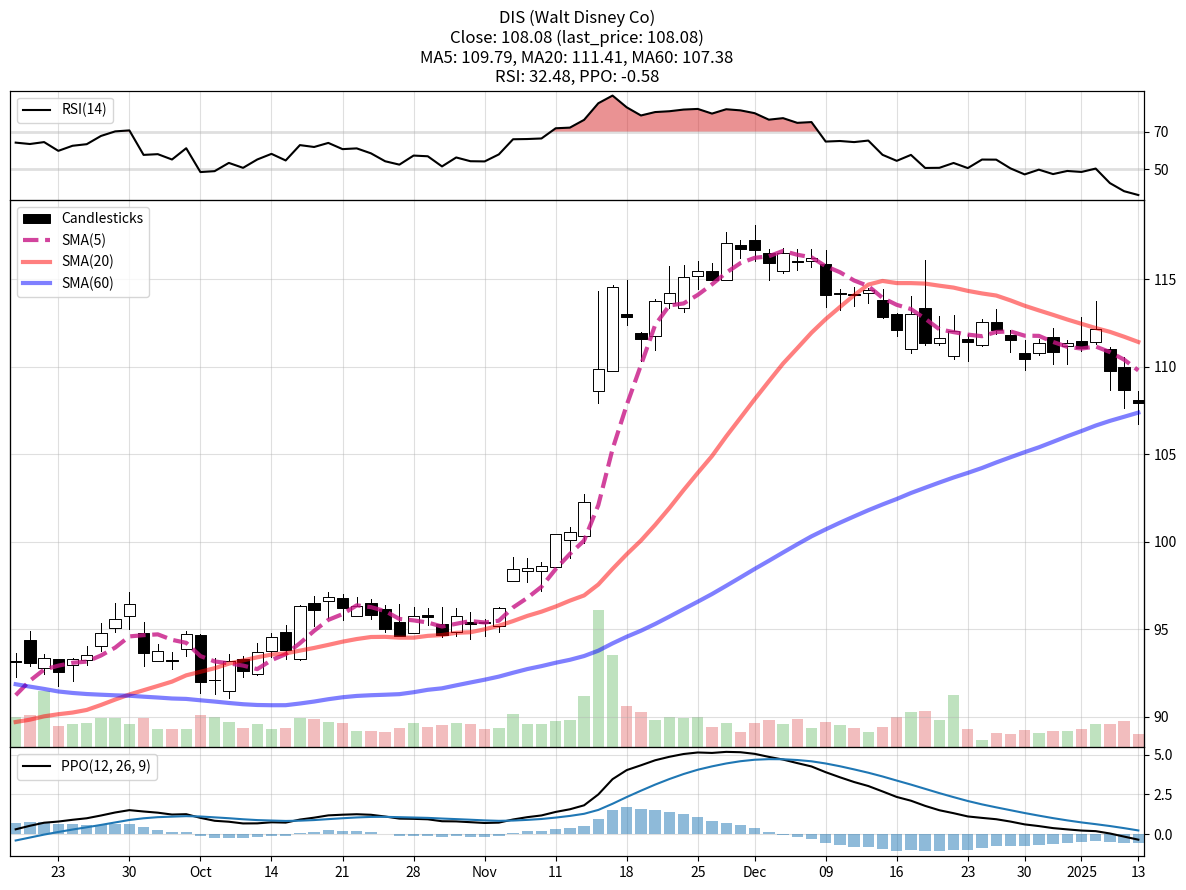 DIS (Walt Disney Co)
Close: 108.08 (last_price: 108.08)
MA5: 109.79, MA20: 111.41, MA60: 107.38
RSI: 32.48, PPO: -0.58
RSI(14)
70
50
Candlesticks
SMA(5)
SMA(20)
SMA(60)
115
110
105
100
95
90
PPO(12, 26, 9)
5.0
2.5
0.0
23 30 Oct 14 21 28 Nov 11 18 25 Dec 09 16 23 30 2025 13